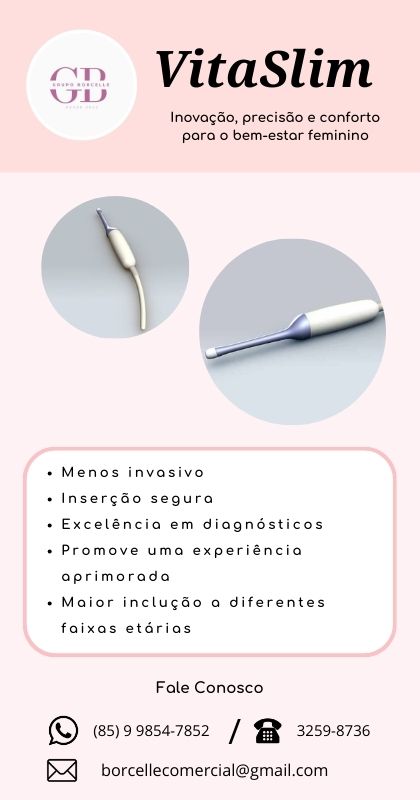 GB
GRUPO BORCELLE
VitaSlim
Inovação, precisão e conforto
para o bem-estar feminino
• Menos invasivo
• Inserção segura
• Excelência em diagnósticos
• Promove uma experiência
aprimorada
• Maior inclução a diferentes
faixas etárias
Fale Conosco
(85) 9 9854-7852 / 3259-8736
borcellecomercial@gmail.com